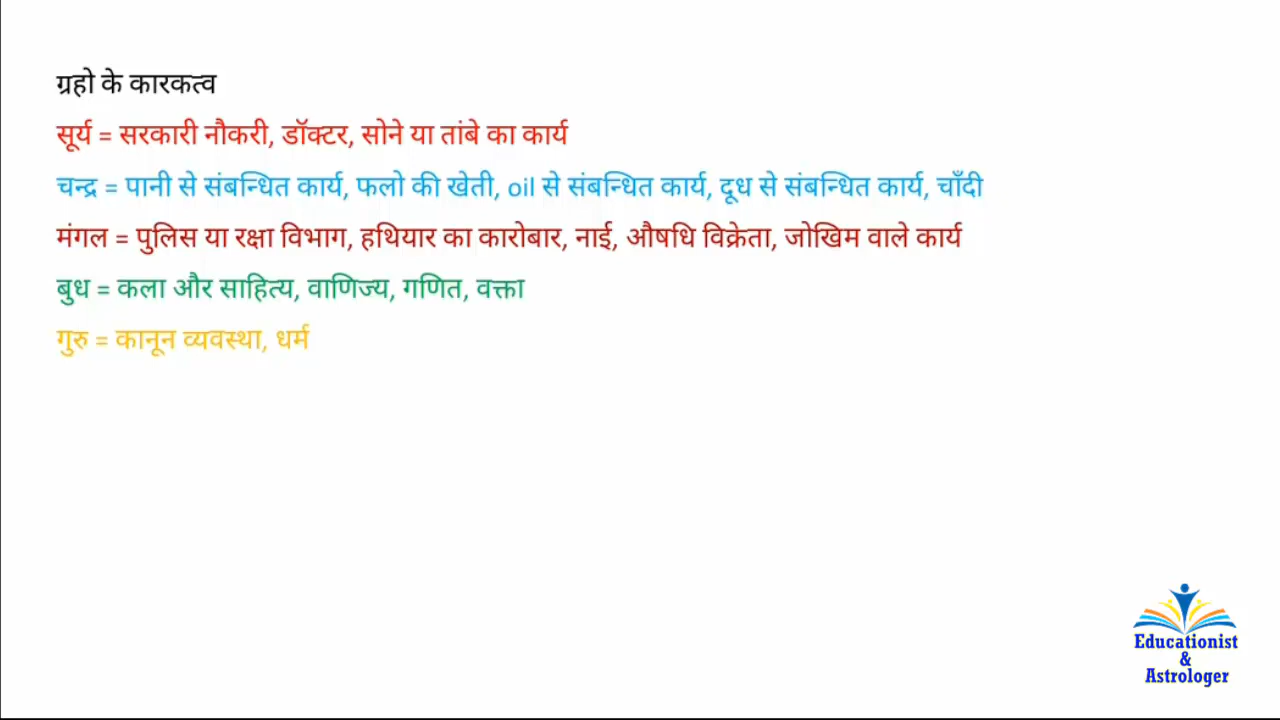 ग्रहो के कारकत्व
सूर्य = सरकारी नौकरी, डॉक्टर, सोने या तांबे का कार्य
चन्द्र = पानी से संबन्धित कार्य, फलो की खेती, oil से संबन्धित कार्य, दूध से संबन्धित कार्य, चाँदी
मंगल = पुलिस या रक्षा विभाग, हथियार का कारोबार, नाई, औषधि विक्रेता, जोखिम वाले कार्य
बुध = कला और साहित्य, वाणिज्य, गणित, वक्ता
गुरु = कानून व्यवस्था, धर्म
Educationist
&
Astrologer